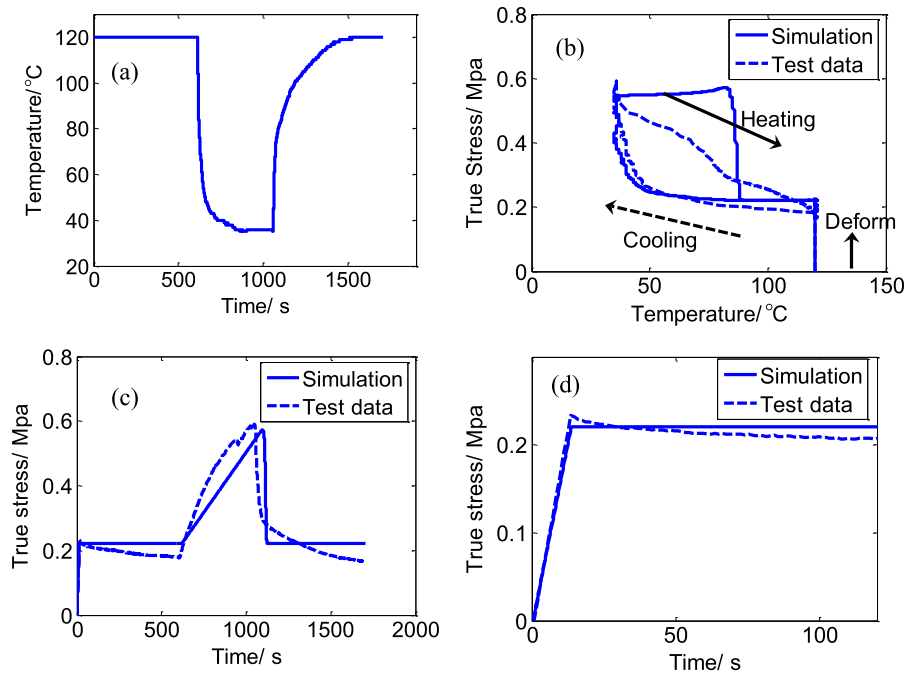 120
100
80
60
40
20
0
500
1000
1500
Temperature/°C
Time/ s
(a)
0.8
0.6
0.4
0.2
0
0
50
100
150
True Stress/ Mpa
Temperature/°C
(b)
Simulation
Test data
Heating
Cooling
Deform
0.8
0.6
0.4
0.2
0
0
500
1000
1500
2000
True stress/ Mpa
Time/ s
(c)
Simulation
Test data
0.2
0.1
0
0
50
100
True stress/ Mpa
Time/ s
(d)
Simulation
Test data